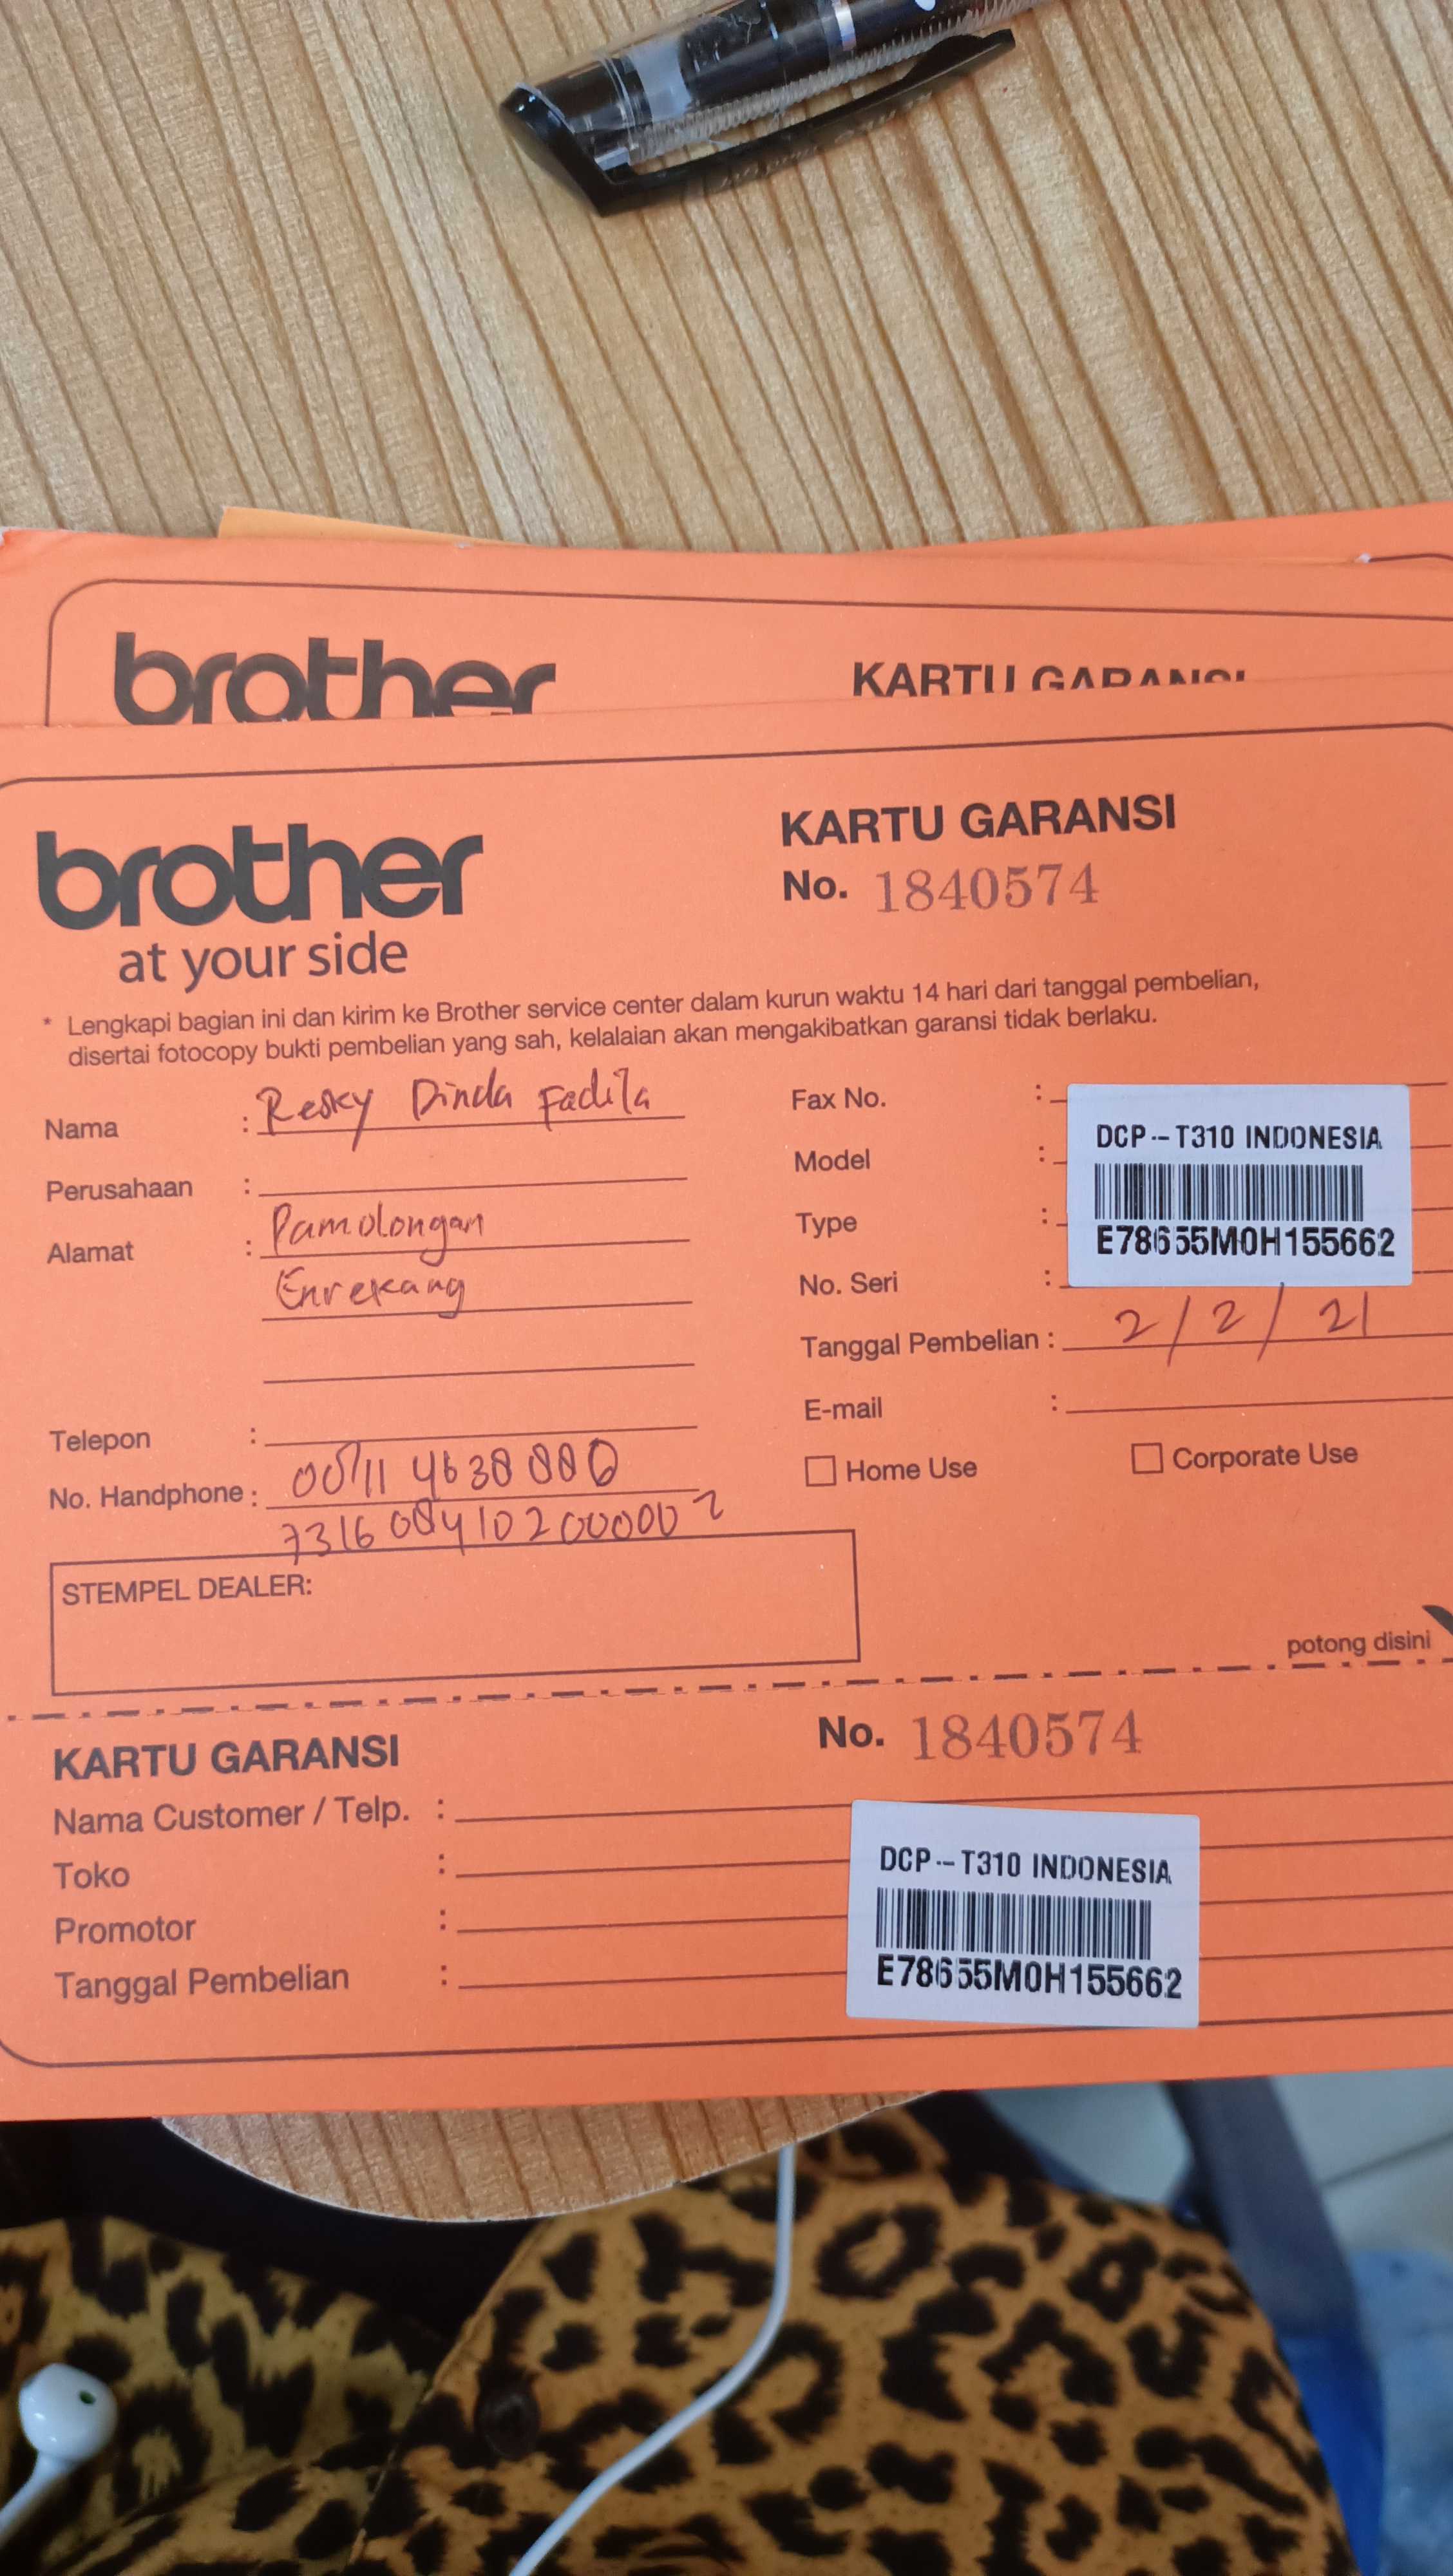 brother
KARTU GARANSI
brother
at your side
KARTU GARANSI
No. 1840574
* Lengkapi bagian ini dan kirim ke Brother service center dalam kurun waktu 14 hari dari tanggal pembelian,
disertai fotocopy bukti pembelian yang sah, kelalaian akan mengakibatkan garansi tidak berlaku.
Nama : Resky Dinda Fadila
Perusahaan :
Alamat : Pamolongan
Enrekang
Telepon :
No. Handphone :
Fax No. :
Model :
Type :
No. Seri :
DCP-T310 INDONESIA
E78655M0H155662
Tanggal Pembelian : 2/2/21
E-mail :
Home Use
Corporate Use
STEMPEL DEALER:
potong disini
KARTU GARANSI
No. 1840574
Nama Customer / Telp. :
Toko :
Promotor :
Tanggal Pembelian :
DCP-T310 INDONESIA
E78655M0H155662